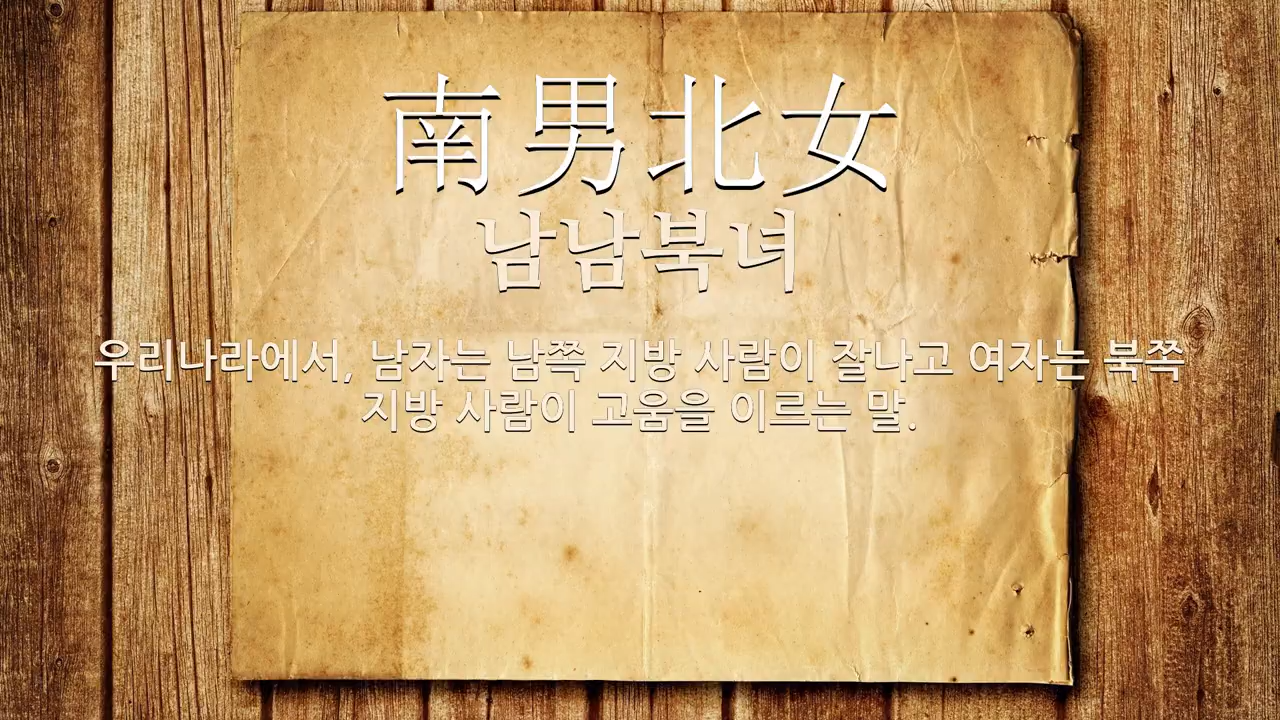 南男北女
남남북녀
우리나라에서, 남자는 남쪽 지방 사람이 잘나고 여자는 북쪽
지방 사람이 고움을 이르는 말.